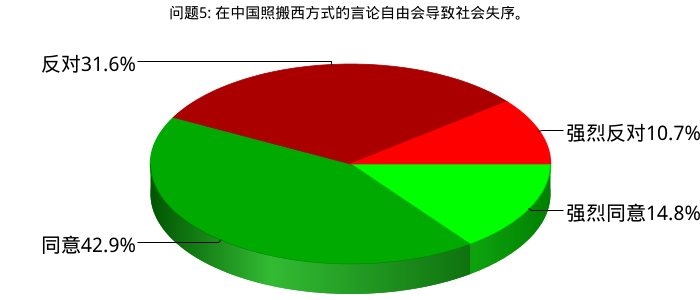 问题5: 在中国照搬西方式的言论自由会导致社会失序。
反对31.6%
强烈反对10.7%
强烈同意14.8%
同意42.9%